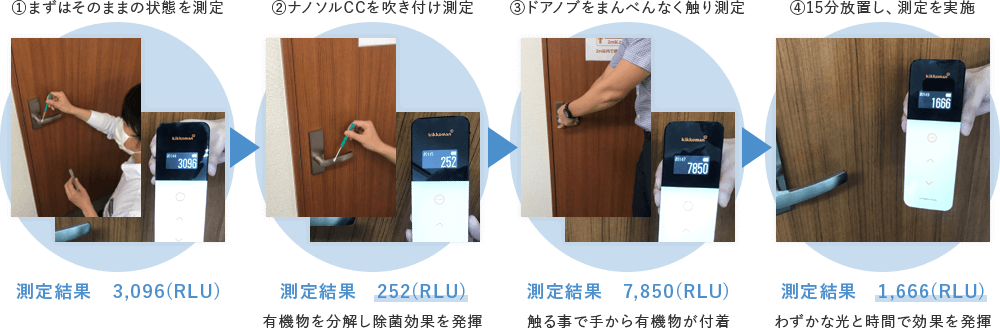 ①まずはそのままの状態を測定
②ナノソルCCを吹き付け測定
③ドアノブをまんべんなく触り測定
④15分放置し、測定を実施
kikkoman
3096
kikkoman
252
kikkoman
7850
kikkoman
1666
測定結果 3,096(RLU)
測定結果 252(RLU)
測定結果 7,850(RLU)
測定結果 1,666(RLU)
有機物を分解し除菌効果を発揮
触る事で手から有機物が付着
わずかな光と時間で効果を発揮